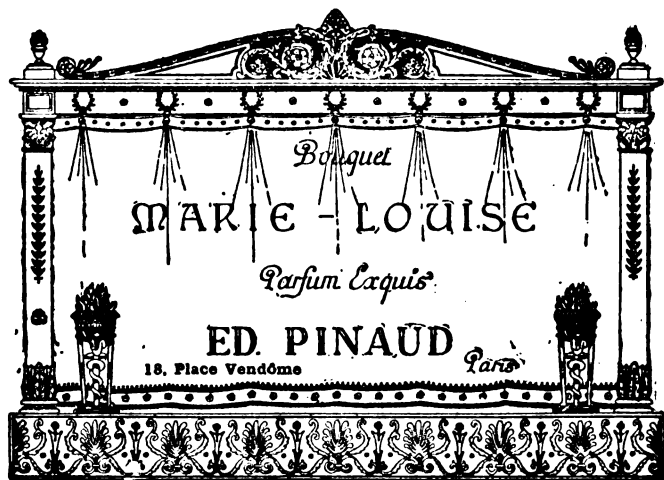 Bouquet
MARIE - LOUISE
Parfum Exquis
ED. PINAUD
18, Place Vendôme Paris